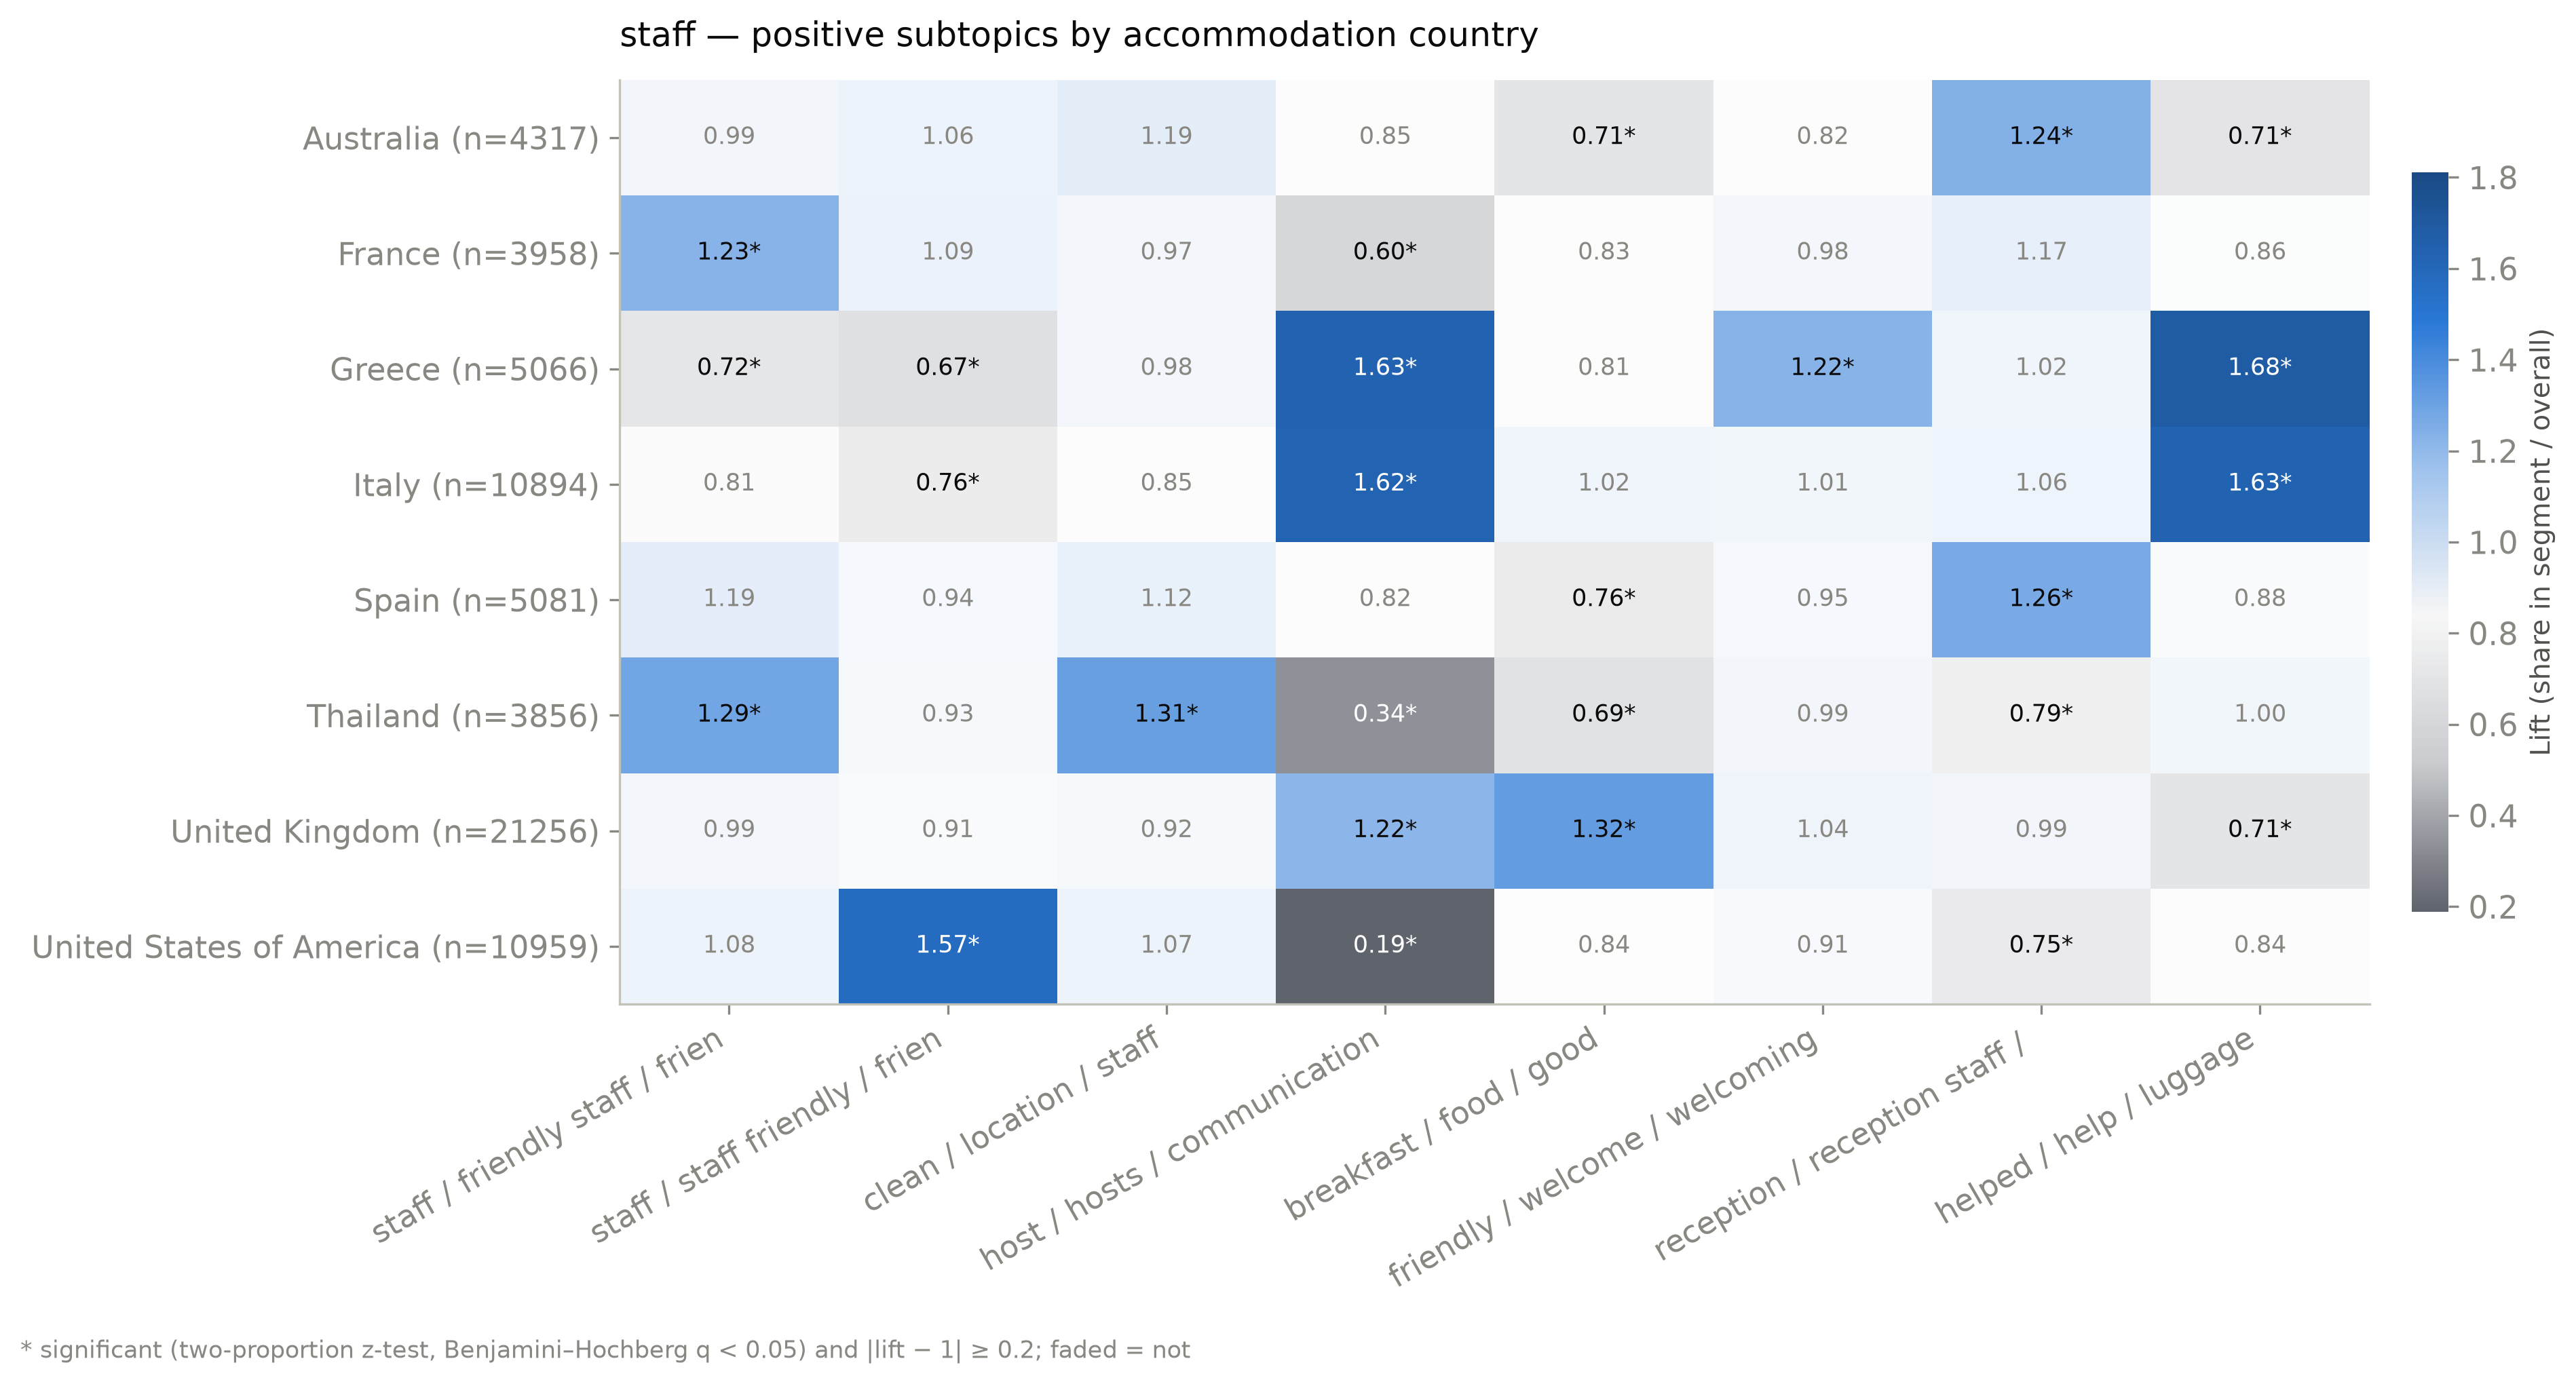 staff — positive subtopics by accommodation country
Australia (n=4317) 0.99 1.06 1.19 0.85 0.71* 0.82 1.24* 0.71*
France (n=3958) 1.23* 1.09 0.97 0.60* 0.83 0.98 1.17 0.86
Greece (n=5066) 0.72* 0.67* 0.98 1.63* 0.81 1.22* 1.02 1.68*
Italy (n=10894) 0.81 0.76* 0.85 1.62* 1.02 1.01 1.06 1.63*
Spain (n=5081) 1.19 0.94 1.12 0.82 0.76* 0.95 1.26* 0.88
Thailand (n=3856) 1.29* 0.93 1.31* 0.34* 0.69* 0.99 0.79* 1.00
United Kingdom (n=21256) 0.99 0.91 0.92 1.22* 1.32* 1.04 0.99 0.71*
United States of America (n=10959) 1.08 1.57* 1.07 0.19* 0.84 0.91 0.75* 0.84
staff / friendly staff / frien
staff / staff friendly / frien
clean / location / staff
host / hosts / communication
breakfast / food / good
friendly / welcome / welcoming
reception / reception staff /
helped / help / luggage
1.8
1.6
1.4
1.2
1.0
0.8
0.6
0.4
0.2
Lift (share in segment / overall)
* significant (two-proportion z-test, Benjamini–Hochberg q < 0.05) and |lift − 1| ≥ 0.2; faded = not